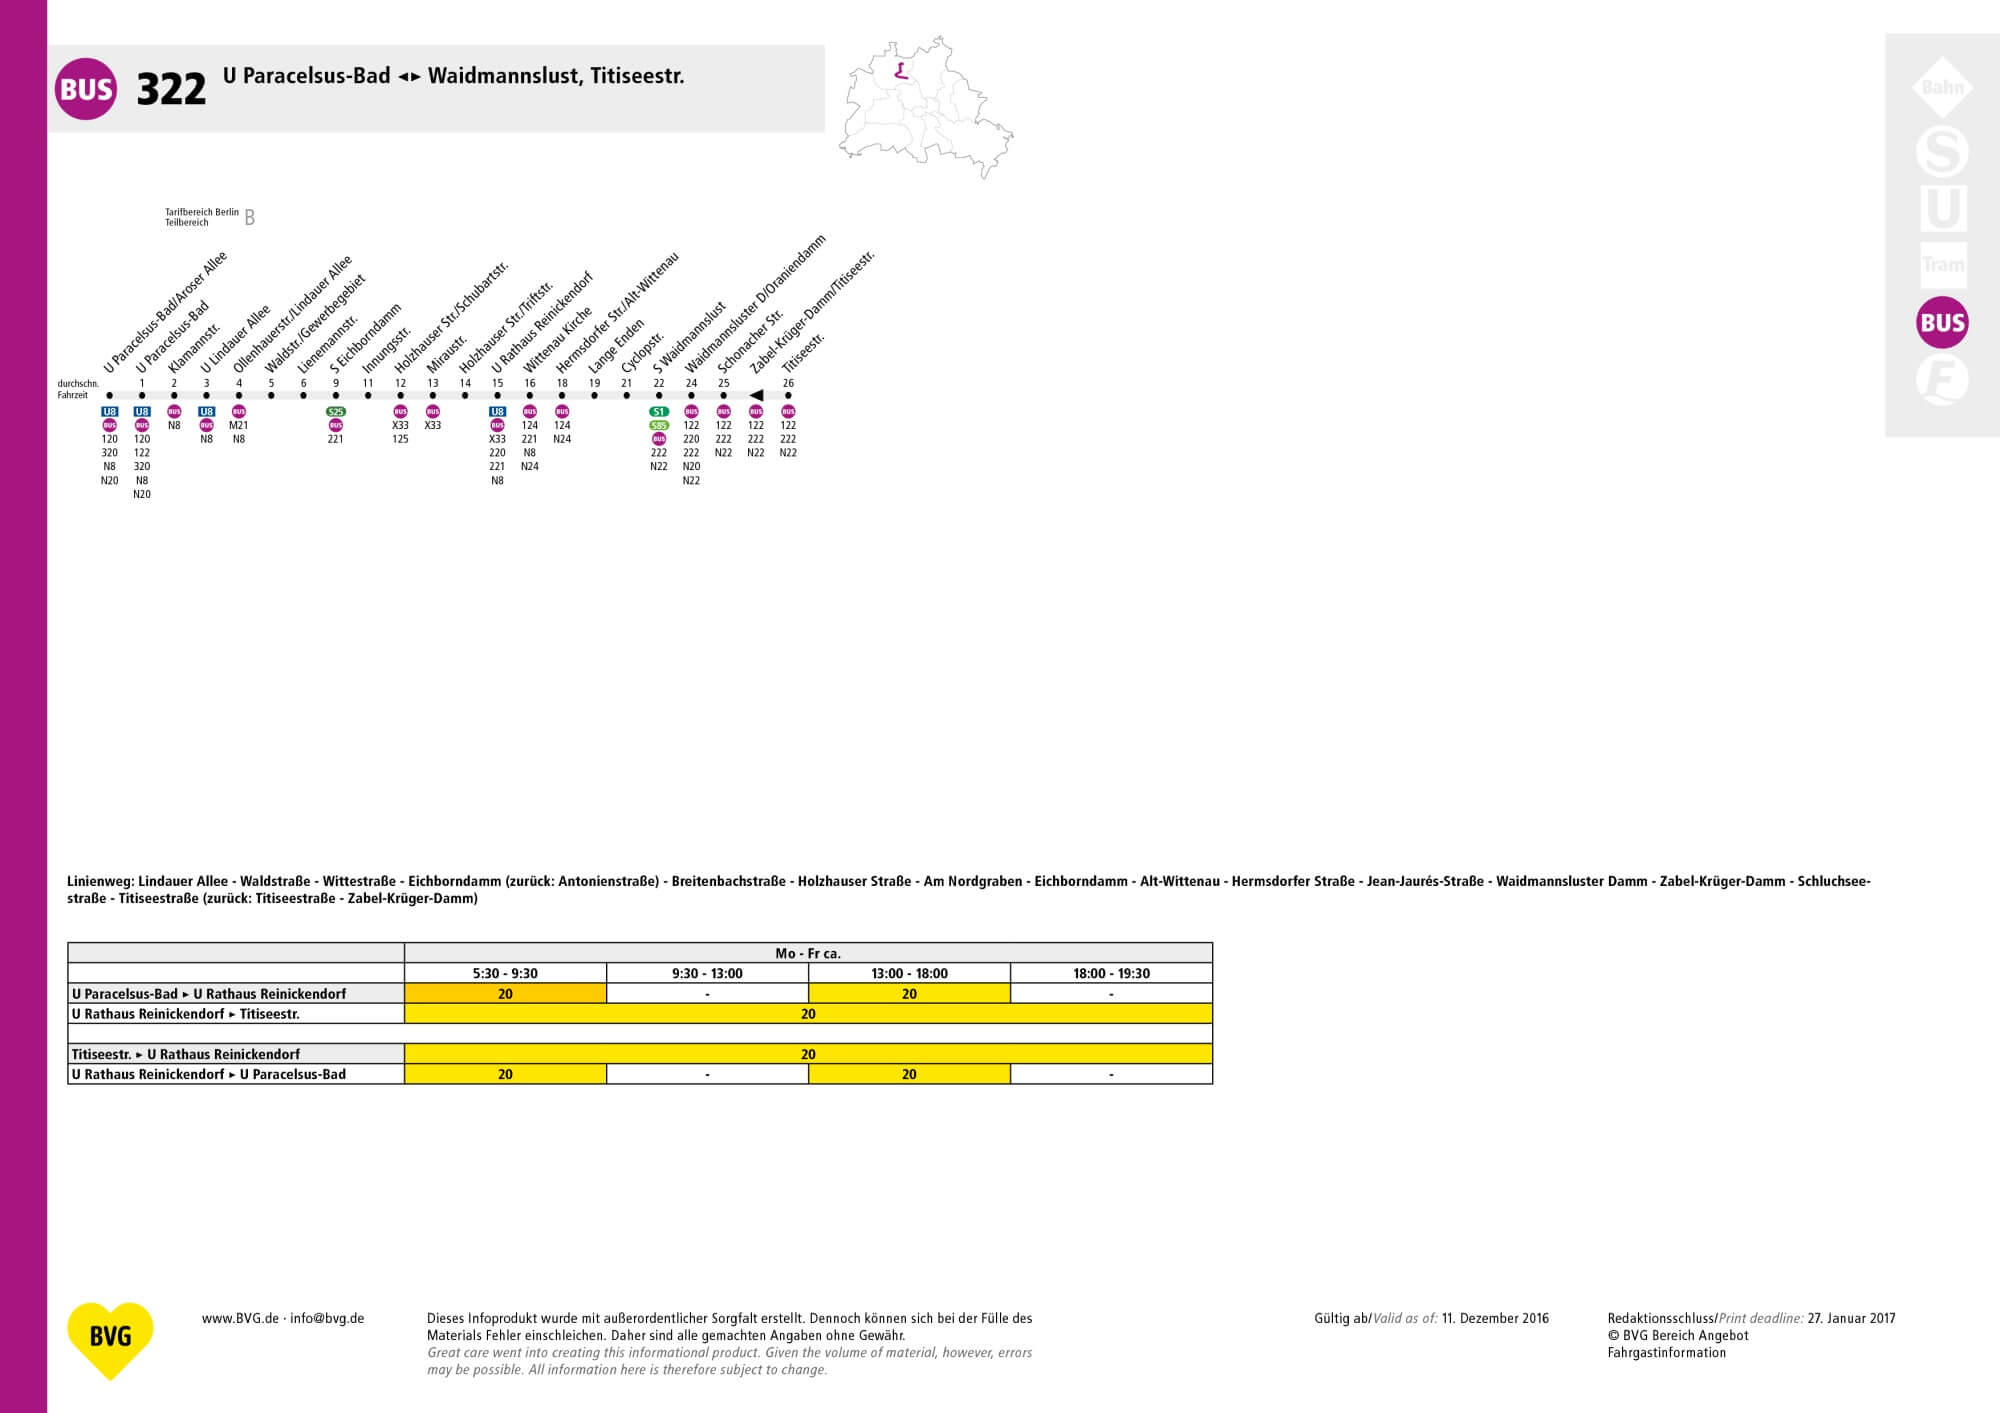 BUS 322 U Paracelsus-Bad ◄► Waidmannslust, Titiseestr.
Bahn
S
U
Tram
BUS
F
Tarifbereich Berlin
Teilbereich B
U Paracelsus-Bad/Aroser Allee
U Paracelsus-Bad
Klamannstr.
U Lindauer Allee
Ollenhauerstr./Lindauer Allee
Waldstr./Gewerbegebiet
Lienemannstr.
S Eichborndamm
Innungsstr.
Holzhauser Str./Schubartstr.
Miraustr.
Holzhauser Str./Triftstr.
U Rathaus Reinickendorf
Wittenau Kirche
Hermsdorfer Str./Alt-Wittenau
Lange Enden
Cyclopstr.
S Waidmannslust
Waidmannsluster D/Oraniendamm
Schonacher Str.
Zabel-Krüger-Damm/Titiseestr.
Titiseestr.
durchschn. 1 2 3 4 5 6 9 11 12 13 14 15 16 18 19 21 22 24 25 26
Fahrzeit
U8 U8 BUS U8 BUS S25 BUS BUS U8 BUS BUS S1 BUS BUS BUS BUS
BUS BUS N8 BUS M21 BUS X33 X33 BUS 124 124 S85 122 122 122 122
120 120 N8 N8 221 125 X33 221 N24 BUS 220 222 222 222
320 122 220 N8 222 222 N22 N22 N22
N8 320 221 N24 N22 N20
N20 N8 N8 N22
N20
Linienweg: Lindauer Allee - Waldstraße - Wittestraße - Eichborndamm (zurück: Antonienstraße) - Breitenbachstraße - Holzhauser Straße - Am Nordgraben - Eichborndamm - Alt-Wittenau - Hermsdorfer Straße - Jean-Jaurés-Straße - Waidmannsluster Damm - Zabel-Krüger-Damm - Schluchsee-
straße - Titiseestraße (zurück: Titiseestraße - Zabel-Krüger-Damm)
Mo - Fr ca.
5:30 - 9:30 9:30 - 13:00 13:00 - 18:00 18:00 - 19:30
U Paracelsus-Bad ► U Rathaus Reinickendorf 20 - 20 -
U Rathaus Reinickendorf ► Titiseestr. 20
Titiseestr. ► U Rathaus Reinickendorf 20
U Rathaus Reinickendorf ► U Paracelsus-Bad 20 - 20 -
BVG
www.BVG.de · info@bvg.de
Dieses Infoprodukt wurde mit außerordentlicher Sorgfalt erstellt. Dennoch können sich bei der Fülle des
Materials Fehler einschleichen. Daher sind alle gemachten Angaben ohne Gewähr.
Great care went into creating this informational product. Given the volume of material, however, errors
may be possible. All information here is therefore subject to change.
Gültig ab/Valid as of: 11. Dezember 2016
Redaktionsschluss/Print deadline: 27. Januar 2017
© BVG Bereich Angebot
Fahrgastinformation